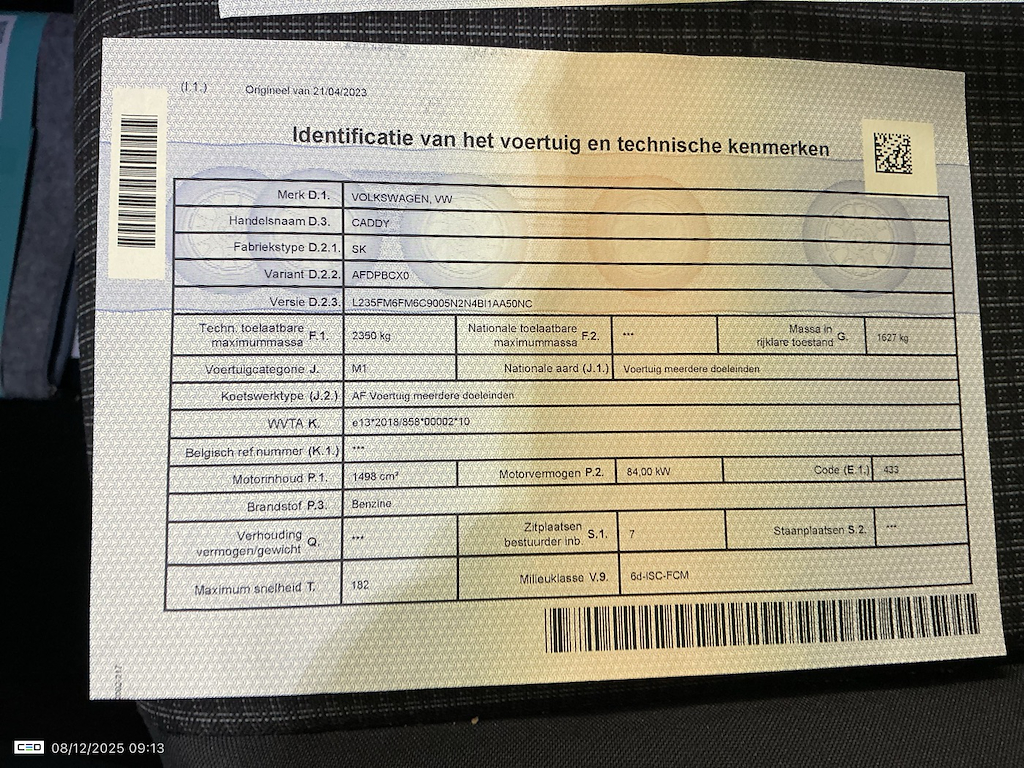 (I.1.) Origineel van 21/04/2023
Identificatie van het voertuig en technische kenmerken
Merk D.1. VOLKSWAGEN, VW
Handelsnaam D.3. CADDY
Fabriekstype D.2.1. SK
Variant D.2.2. AFDPBCX0
Versie D.2.3. L235FM6FM6C9005N2N4BI1AA50NC
Techn. toelaatbare maximummassa F.1. 2350 kg Nationale toelaatbare maximummassa F.2. *** Massa in rijklare toestand G. 1627 kg
Voertuigcategorie J. M1 Nationale aard (J.1.) Voertuig meerdere doeleinden
Koetswerktype (J.2.) AF Voertuig meerdere doeleinden
WVTA K. e13*2018/858*00002*10
Belgisch ref.nummer (K.1.) ***
Motorinhoud P.1. 1498 cm³ Motorvermogen P.2. 84,00 kW Code (E.1.) 433
Brandstof P.3. Benzine
Verhouding vermogen/gewicht Q. *** Zitplaatsen bestuurder inb. S.1. 7 Staanplaatsen S.2. ***
Maximum snelheid T. 182 Milieuklasse V.9. 6d-ISC-FCM
CEO 08/12/2025 09:13